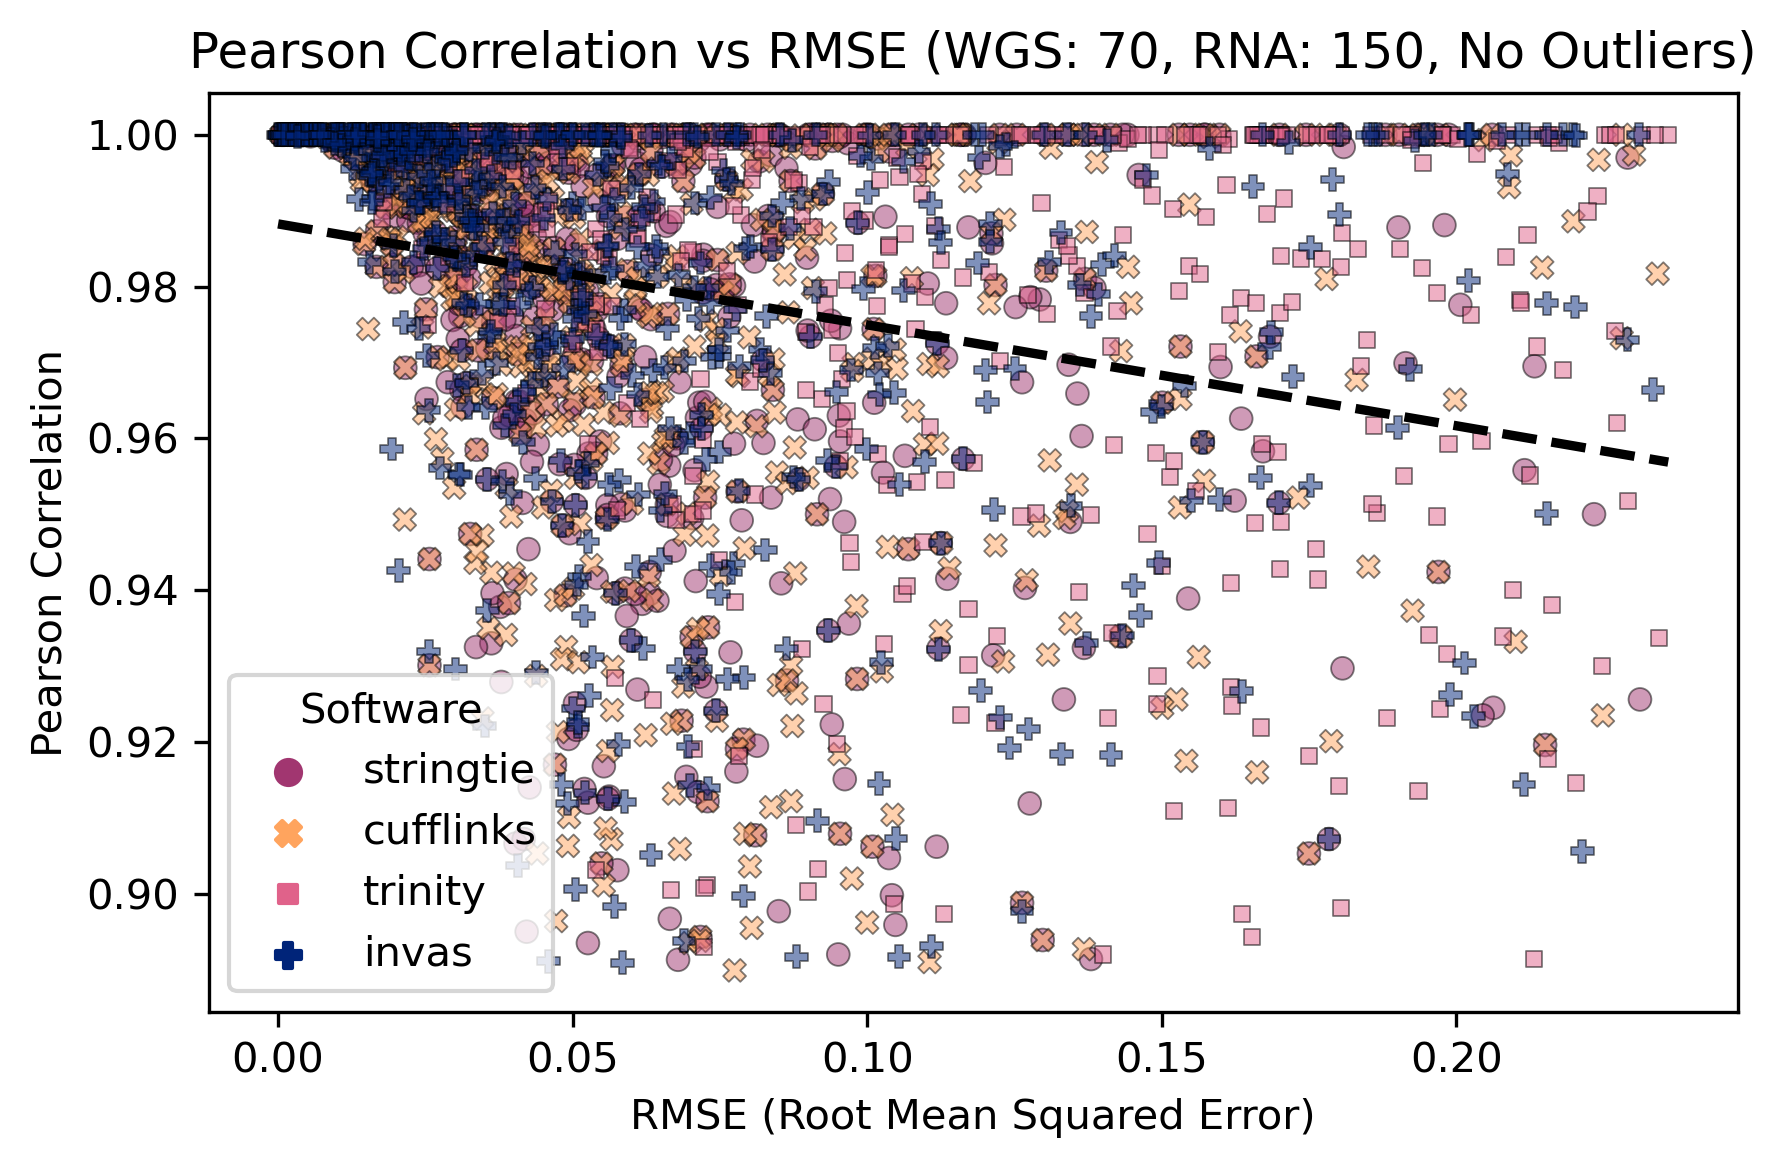 Pearson Correlation vs RMSE (WGS: 70, RNA: 150, No Outliers)
Pearson Correlation
1.00
0.98
0.96
0.94
0.92
0.90
Software
stringtie
cufflinks
trinity
invas
0.00 0.05 0.10 0.15 0.20
RMSE (Root Mean Squared Error)